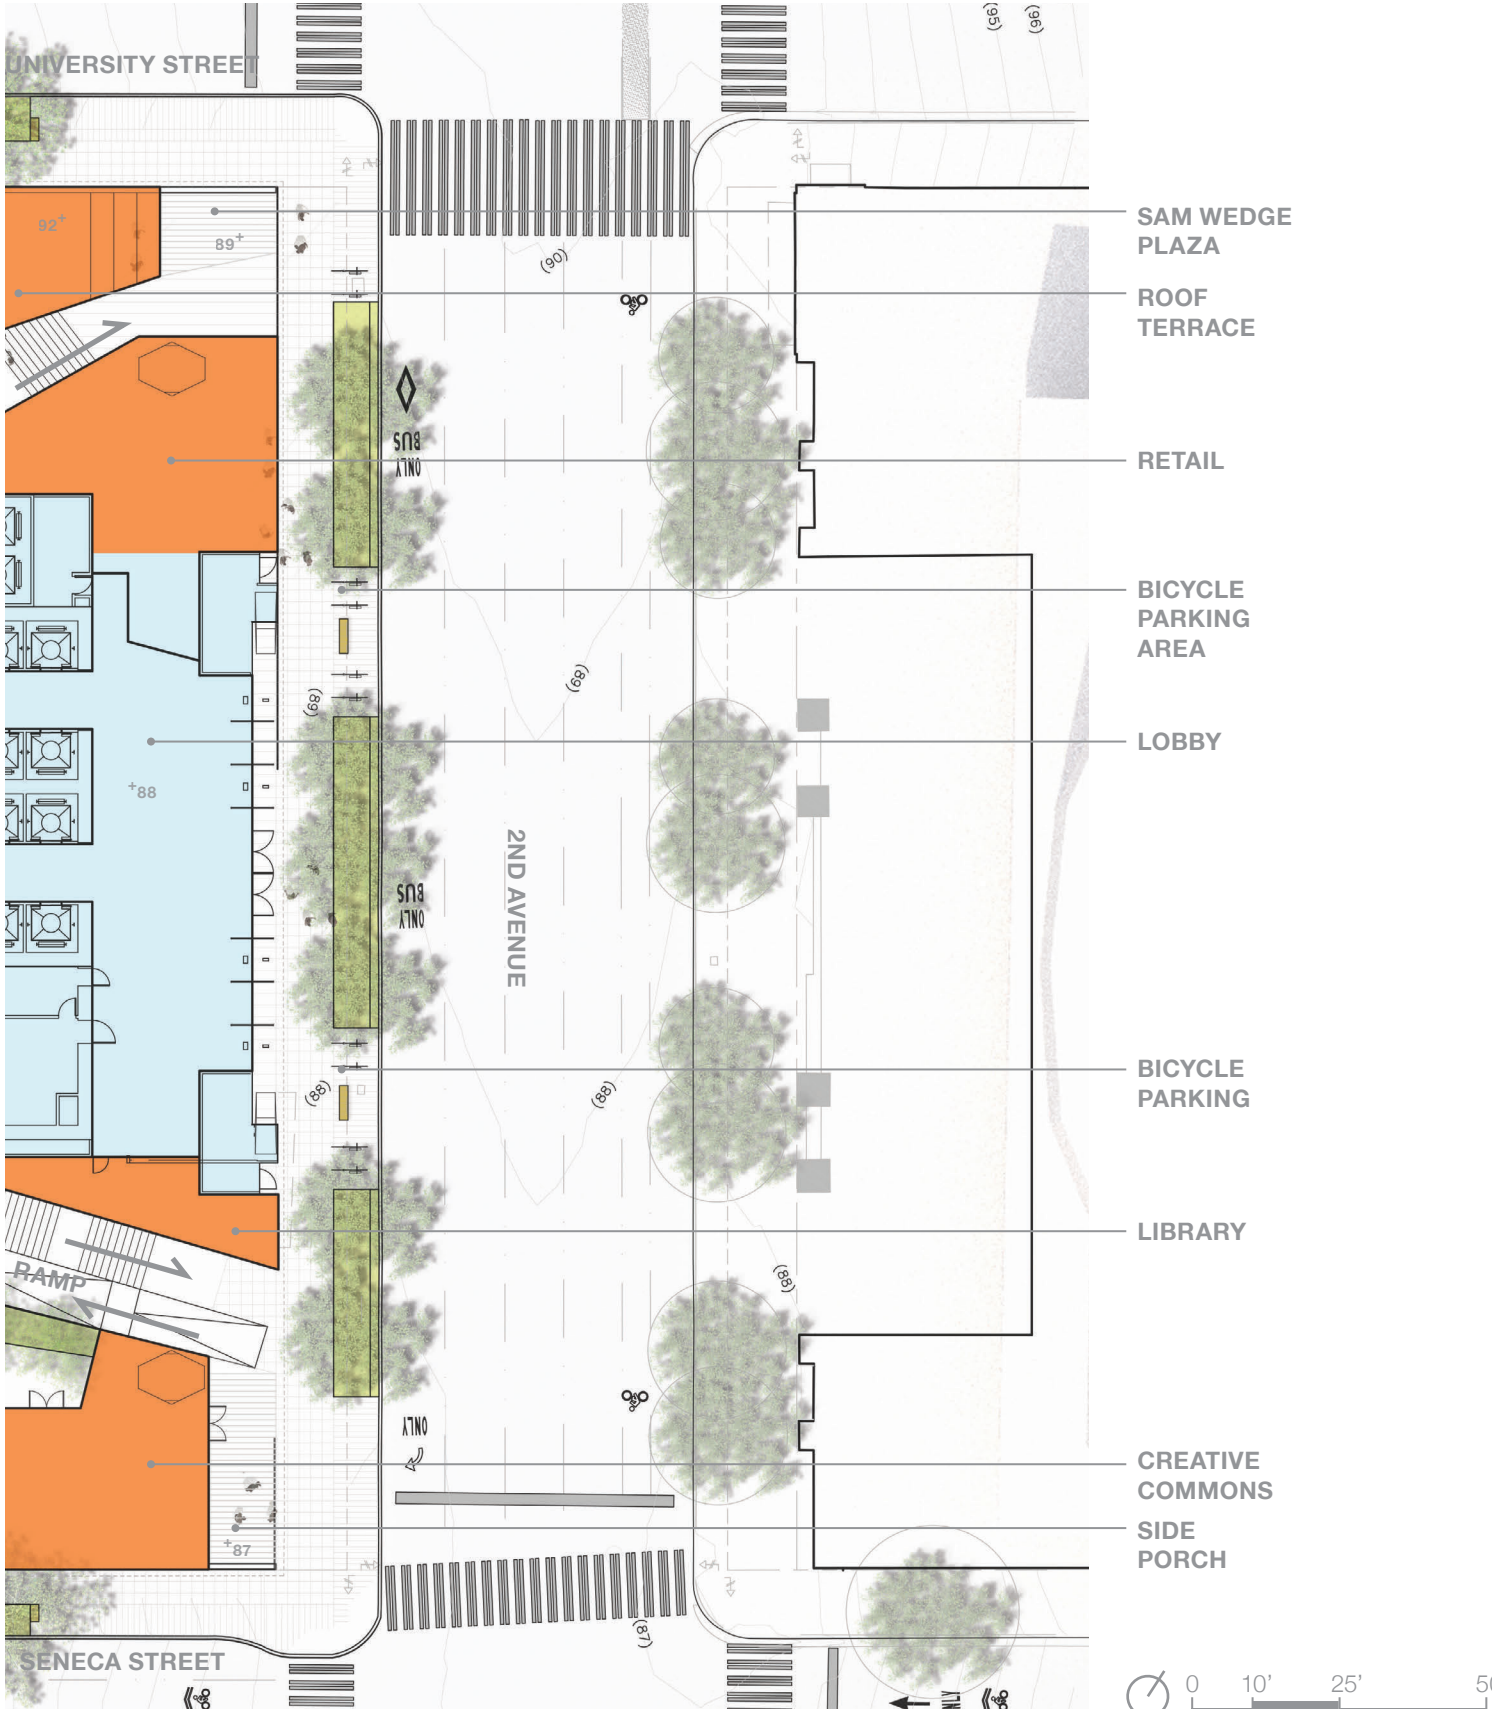 (95)
(96)
UNIVERSITY STREET
92+
89+
SAM WEDGE
PLAZA
(90)
ROOF
TERRACE
BUS
ONLY
RETAIL
BICYCLE
PARKING
AREA
(89)
(89)
LOBBY
+88
2ND AVENUE
BUS
ONLY
BICYCLE
PARKING
(88)
(88)
LIBRARY
RAMP
(88)
ONLY
CREATIVE
COMMONS
SIDE
PORCH
+87
(87)
SENECA STREET
ONLY
0 10' 25'